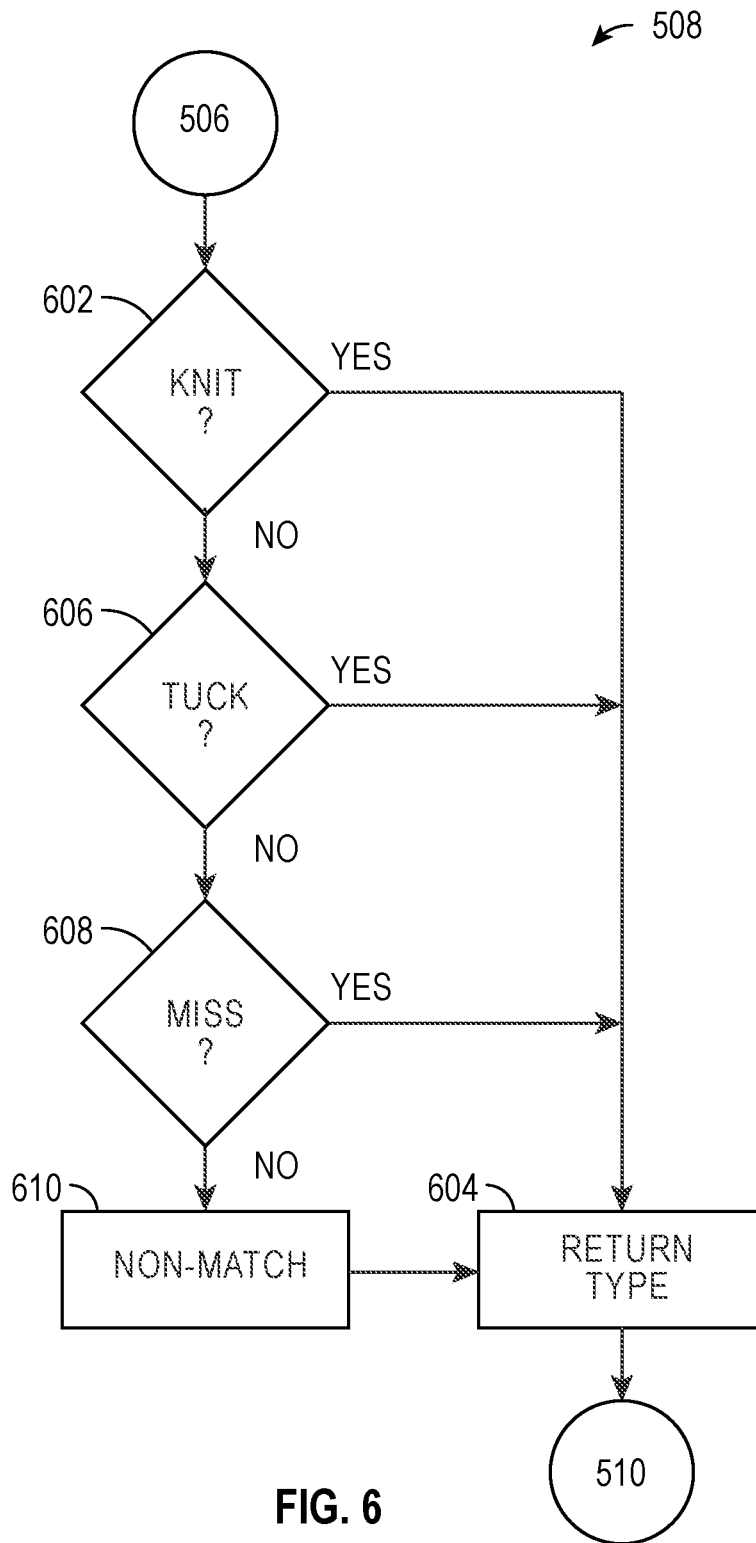 508
506
602
KNIT
?
YES
NO
606
TUCK
?
YES
NO
608
MISS
?
YES
NO
610
NON-MATCH
604
RETURN
TYPE
510
FIG. 6